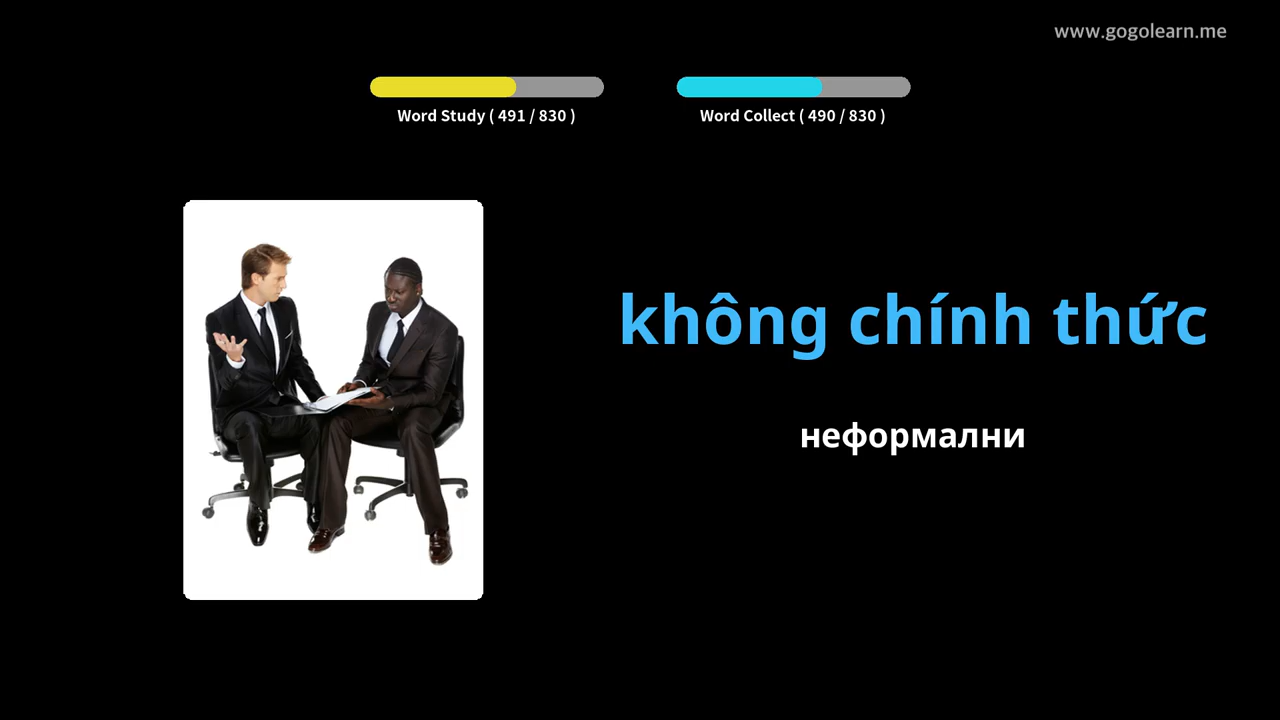 www.gogolearn.me
Word Study ( 491 / 830 )
Word Collect ( 490 / 830 )
không chính thức
неформални